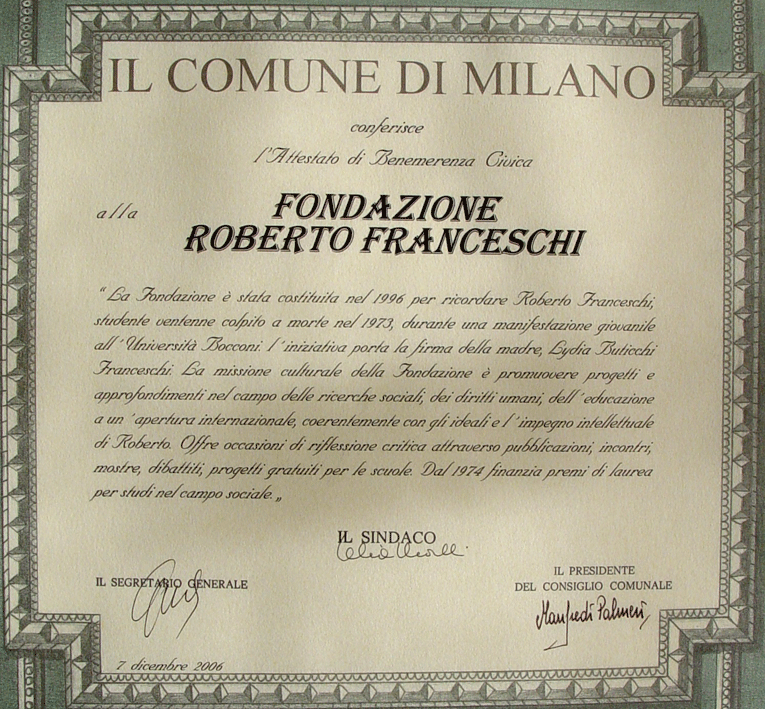 IL COMUNE DI MILANO
conferisce
l'Attestato di Benemerenza Civica
alla
FONDAZIONE
ROBERTO FRANCESCHI
“La Fondazione è stata costituita nel 1996 per ricordare Roberto Franceschi,
studente ventenne colpito a morte nel 1973, durante una manifestazione giovanile
all'Università Bocconi. l'iniziativa porta la firma della madre, Lydia Buticchi
Franceschi. La missione culturale della Fondazione è promuovere progetti e
approfondimenti nel campo delle ricerche sociali, dei diritti umani, dell'educazione
a un'apertura internazionale, coerentemente con gli ideali e l'impegno intellettuale
di Roberto. Offre occasioni di riflessione critica attraverso pubblicazioni, incontri,
mostre, dibattiti, progetti gratuiti per le scuole. Dal 1974 finanzia premi di laurea
per studi nel campo sociale.„
IL SINDACO
IL SEGRETARIO GENERALE
IL PRESIDENTE
DEL CONSIGLIO COMUNALE
Manfredi Palmeri
7 dicembre 2006